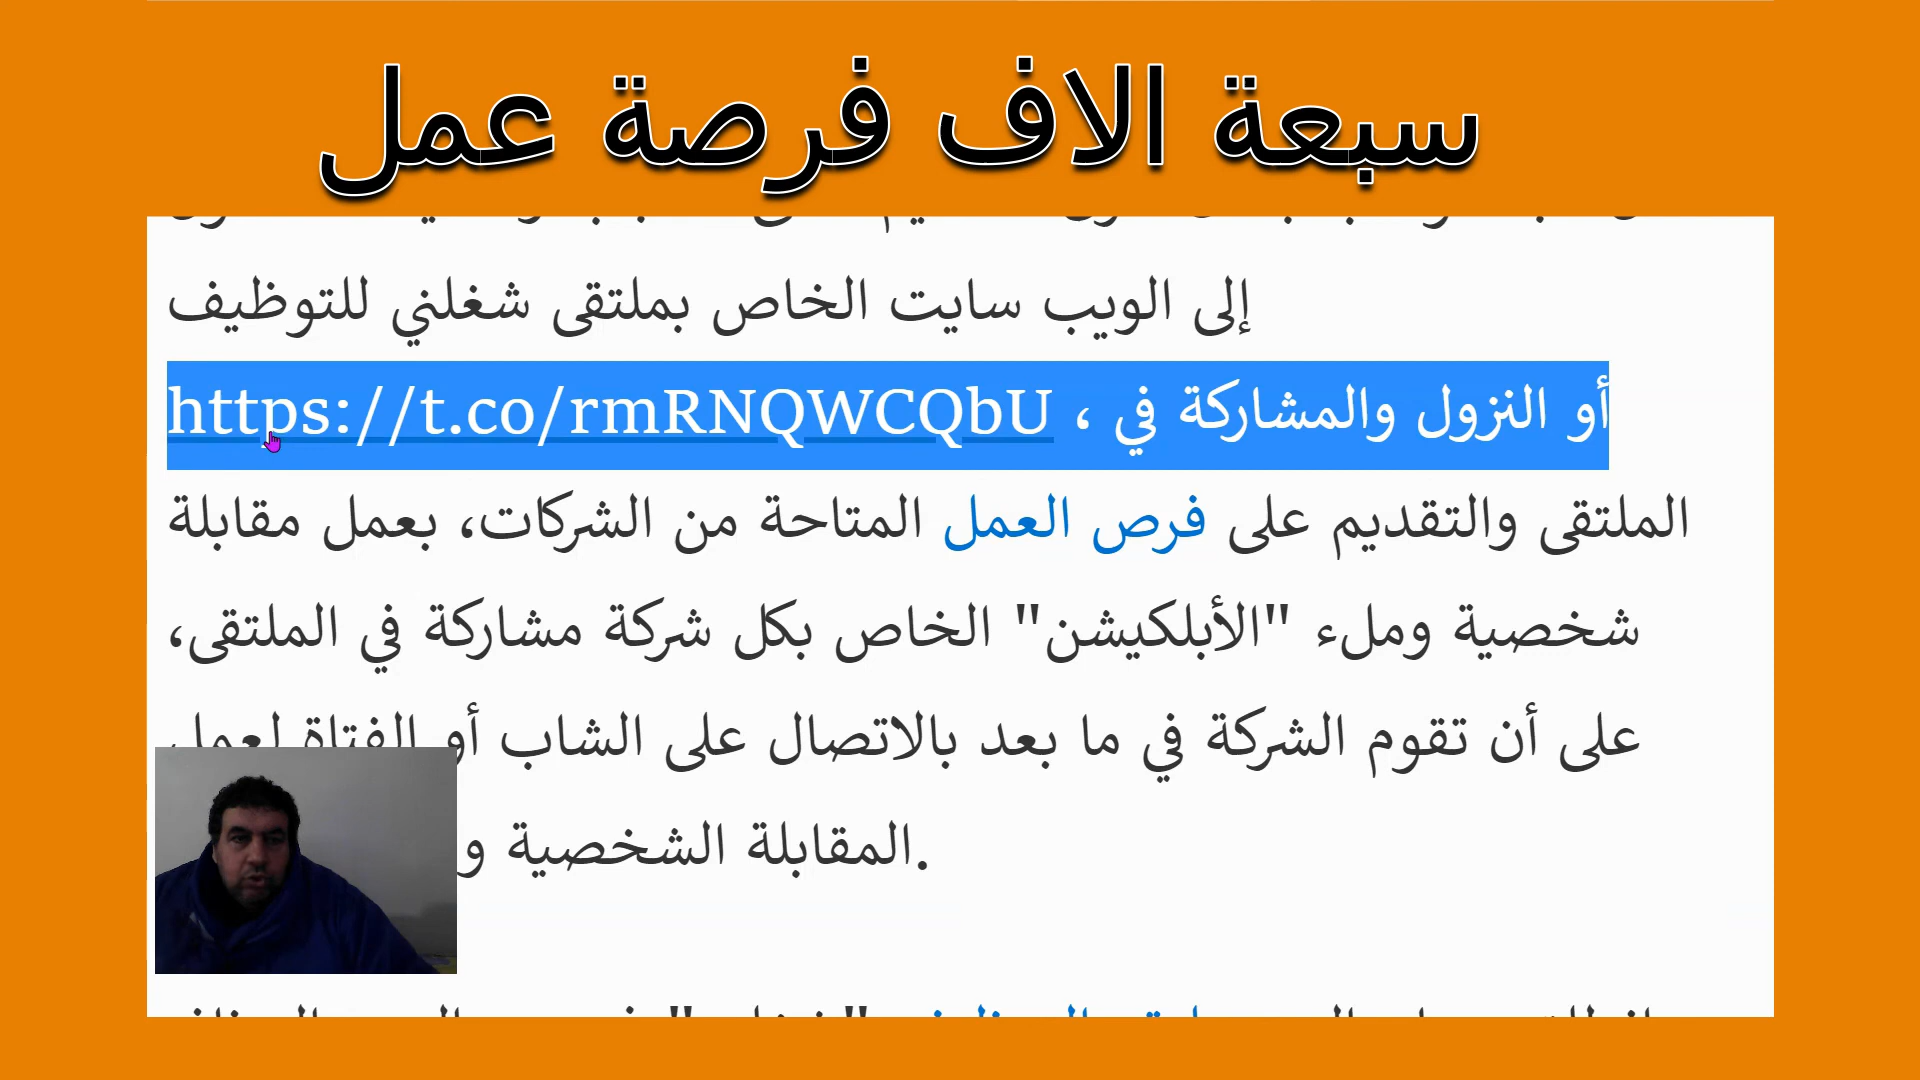 سبعة الاف فرصة عمل
إلى الويب سايت الخاص بملتقى شغلني للتوظيف
https://t.co/rmRNQWCQbU ، أو النزول والمشاركة في
الملتقى والتقديم على فرص العمل المتاحة من الشركات، بعمل مقابلة
شخصية وملء "الأبلكيشن" الخاص بكل شركة مشاركة في الملتقى،
على أن تقوم الشركة في ما بعد بالاتصال على الشاب أو الفتاة لعمل
المقابلة الشخصية و.